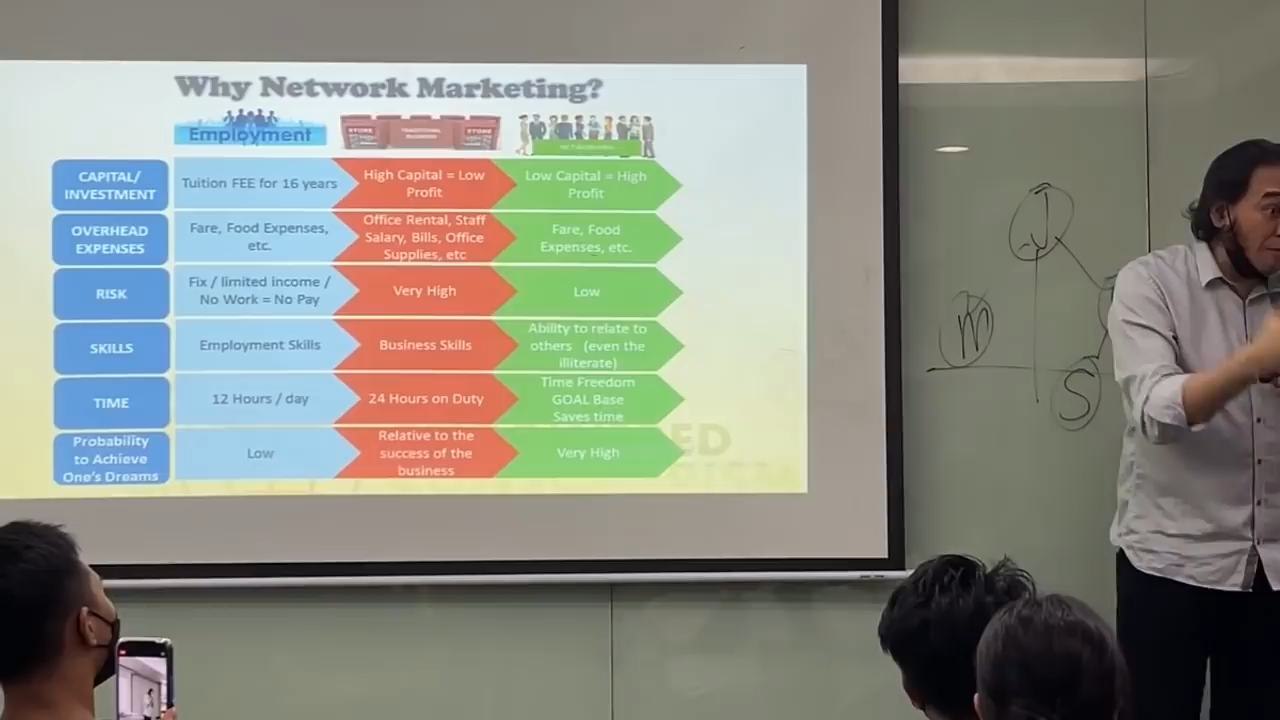 Why Network Marketing?
Employment
STORE
TRADITIONAL
BUSINESS
STORE
CAPITAL/
INVESTMENT
Tuition FEE for 16 years
High Capital = Low
Profit
Low Capital = High
Profit
OVERHEAD
EXPENSES
Fare, Food Expenses,
etc.
Office Rental, Staff
Salary, Bills, Office
Supplies, etc
Fare, Food
Expenses, etc.
RISK
Fix / limited income /
No Work = No Pay
Very High
Low
SKILLS
Employment Skills
Business Skills
Ability to relate to
others (even the
illiterate)
TIME
12 Hours / day
24 Hours on Duty
Time Freedom
GOAL Base
Saves time
Probability
to Achieve
One's Dreams
Low
Relative to the
success of the
business
Very High
J
M
S